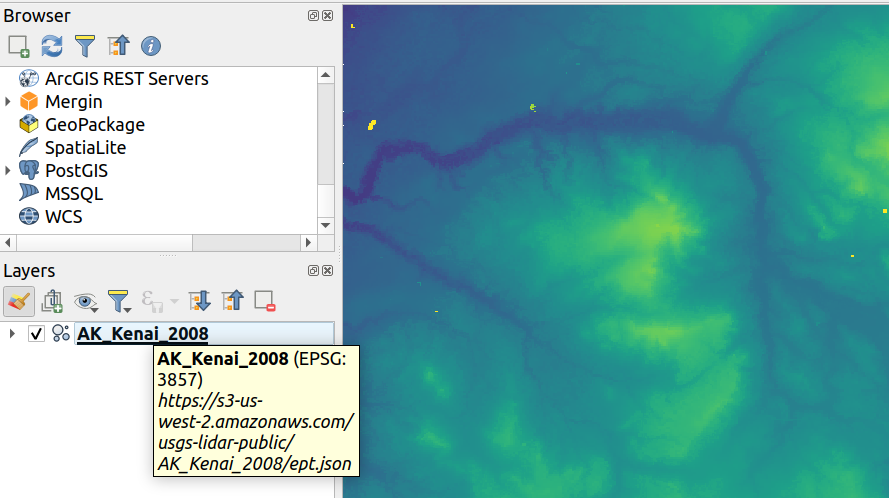 Browser
ArcGIS REST Servers
Mergin
GeoPackage
SpatiaLite
PostGIS
MSSQL
WCS
Layers
AK_Kenai_2008
AK_Kenai_2008 (EPSG:
3857)
https://s3-us-
west-2.amazonaws.com/
usgs-lidar-public/
AK_Kenai_2008/ept.json